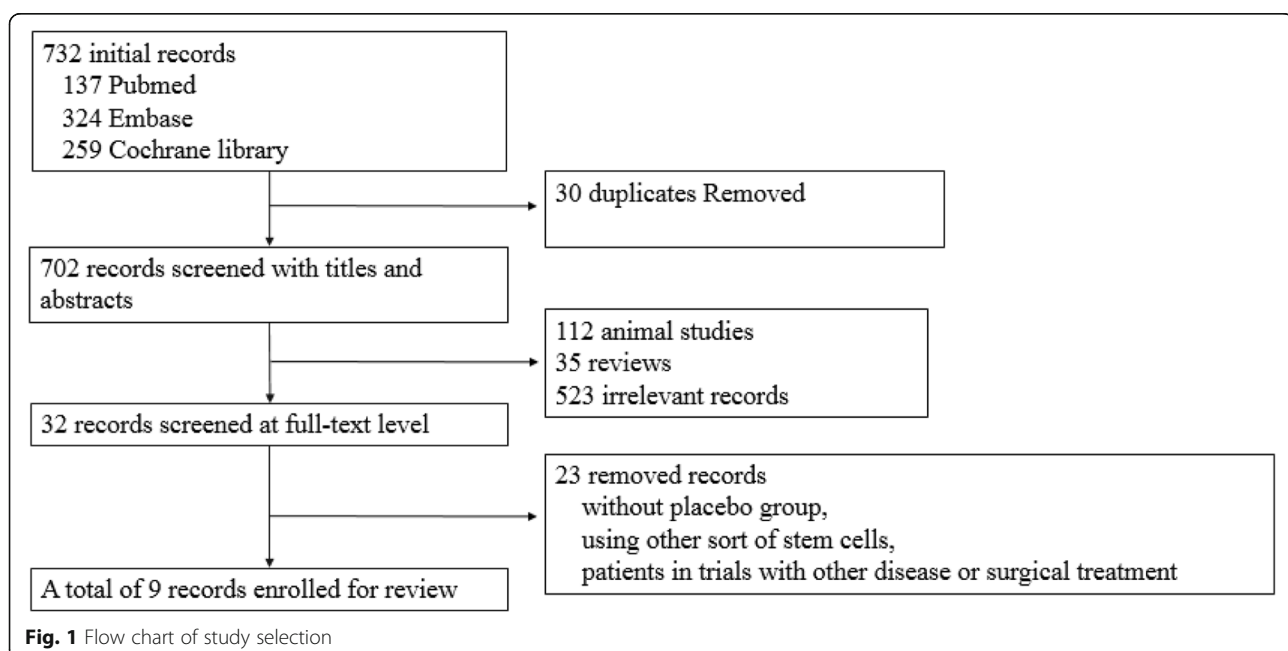 732 initial records
137 Pubmed
324 Embase
259 Cochrane library
30 duplicates Removed
702 records screened with titles and
abstracts
112 animal studies
35 reviews
523 irrelevant records
32 records screened at full-text level
23 removed records
without placebo group,
using other sort of stem cells,
patients in trials with other disease or surgical treatment
A total of 9 records enrolled for review
Fig. 1 Flow chart of study selection